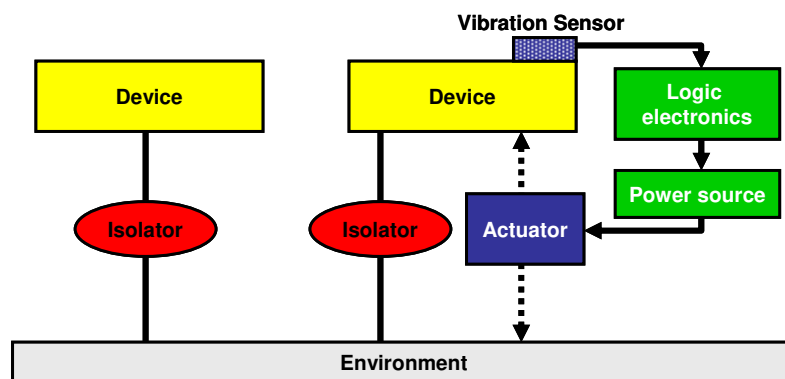 Vibration Sensor
Device
Device
Logic
electronics
Power source
Isolator
Isolator
Actuator
Environment